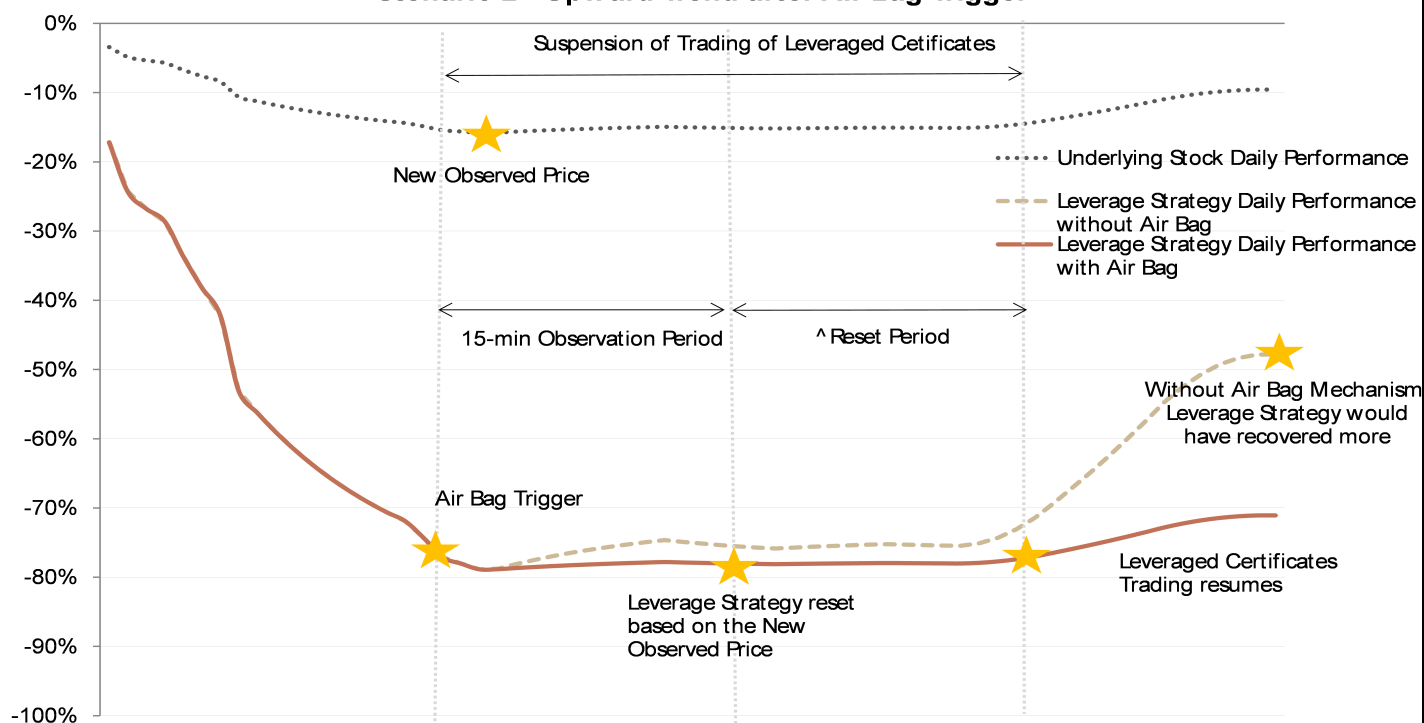 0%
Suspension of Trading of Leveraged Cetificates
-10%
New Observed Price
-20%
Underlying Stock Daily Performance
Leverage Strategy Daily Performance
without Air Bag
Leverage Strategy Daily Performance
with Air Bag
-30%
-40%
15-min Observation Period
^ Reset Period
-50%
Without Air Bag Mechanism
Leverage Strategy would
have recovered more
-60%
-70%
Air Bag Trigger
Leveraged Certificates
Trading resumes
-80%
Leverage Strategy reset
based on the New
Observed Price
-90%
-100%